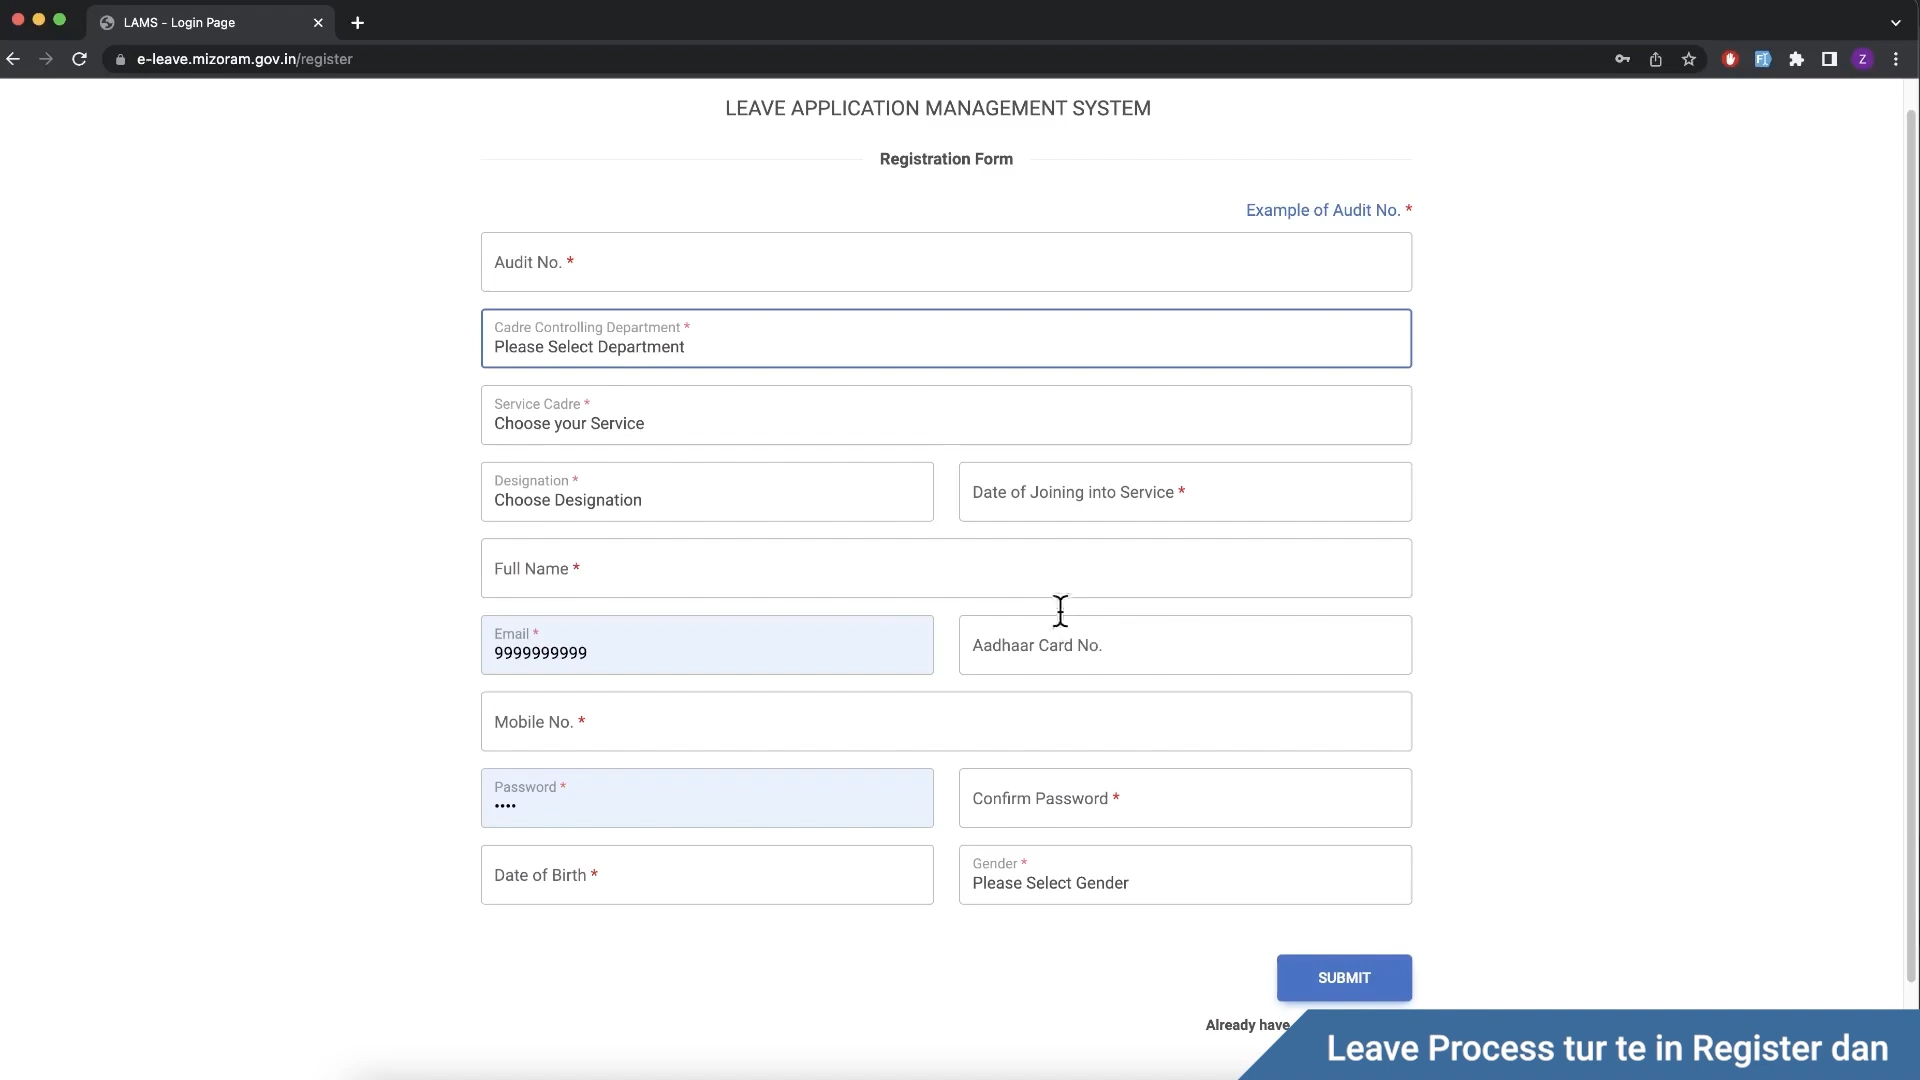 LAMS - Login Page
e-leave.mizoram.gov.in/register
Z
LEAVE APPLICATION MANAGEMENT SYSTEM
Registration Form
Example of Audit No. *
Audit No. *
Cadre Controlling Department *
Please Select Department
Service Cadre *
Choose your Service
Designation *
Choose Designation
Date of Joining into Service *
Full Name *
Email *
9999999999
Aadhaar Card No.
Mobile No. *
Password *
••••
Confirm Password *
Date of Birth *
Gender *
Please Select Gender
SUBMIT
Already have
Leave Process tur te in Register dan